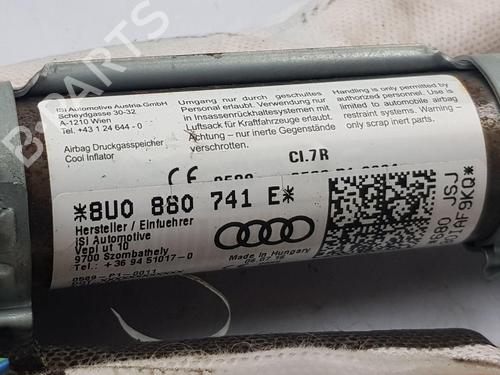 iSi Automotive Austria GmbH
Scheydgasse 30-32
A-1210 Wien
Tel. +43 1 24 644 - 0
Airbag Druckgasspeicher
Cool Inflator
Umgang nur durch geschultes
Personal erlaubt. Verwendung nur
in Insassenrückhaltesystemen mit
Luftsack für Kraftfahrzeuge erlaubt.
Achtung - nur inerte Gegenstände
verschrotten.
Handling is only permitted by
authorized personnel. Use is
limited to automobile airbag
restraint systems. Warning -
only scrap inert parts.
CE
Cl.7R
*8U0 880 741 E*
Hersteller / Einfuehrer
iSi Automotive
Vepi ut 10
9700 Szombathely
Tel.: +36 9451017-0
0589-P1-0011
Made in Hungary
JSJ
B-PARTS